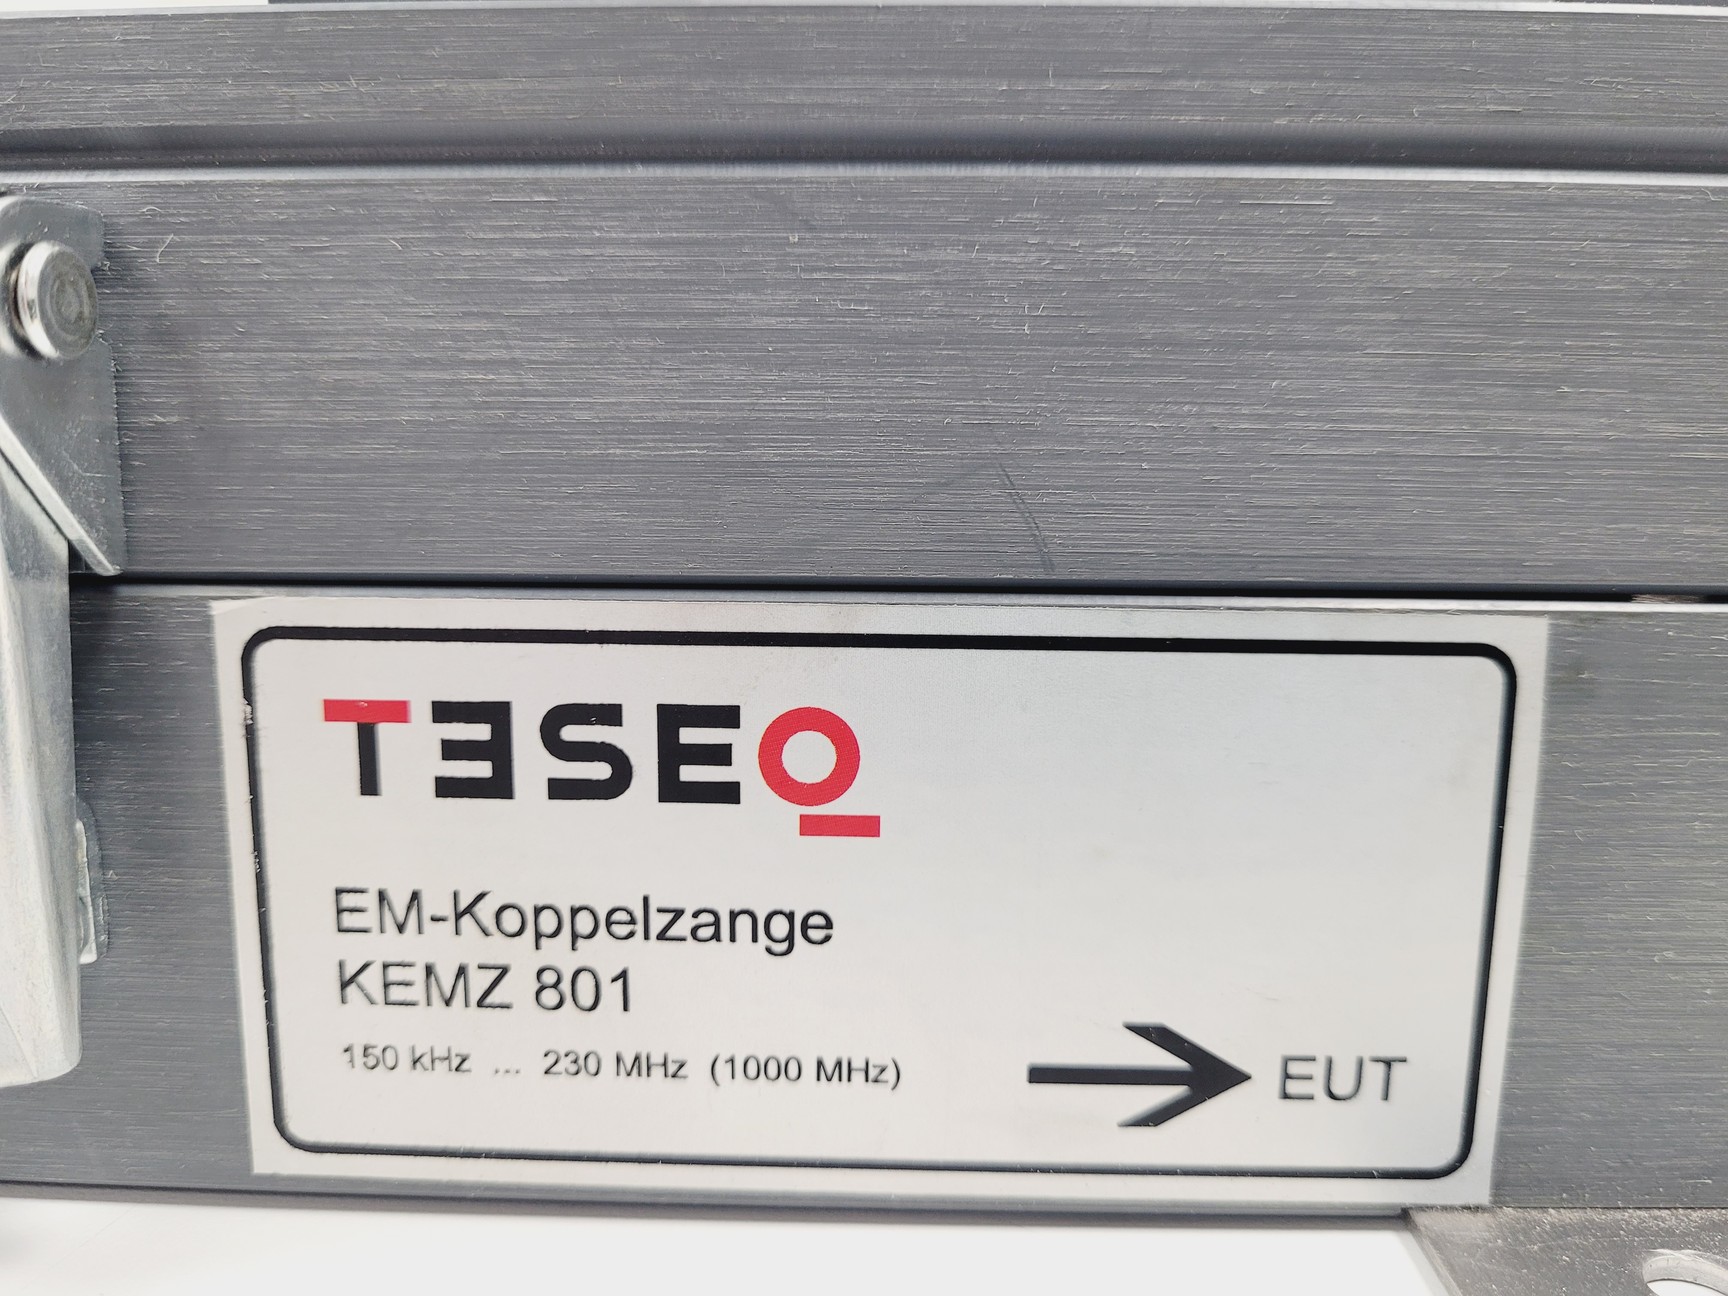 TESEQ
EM-Koppelzange
KEMZ 801
150 kHz ... 230 MHz (1000 MHz)
EUT